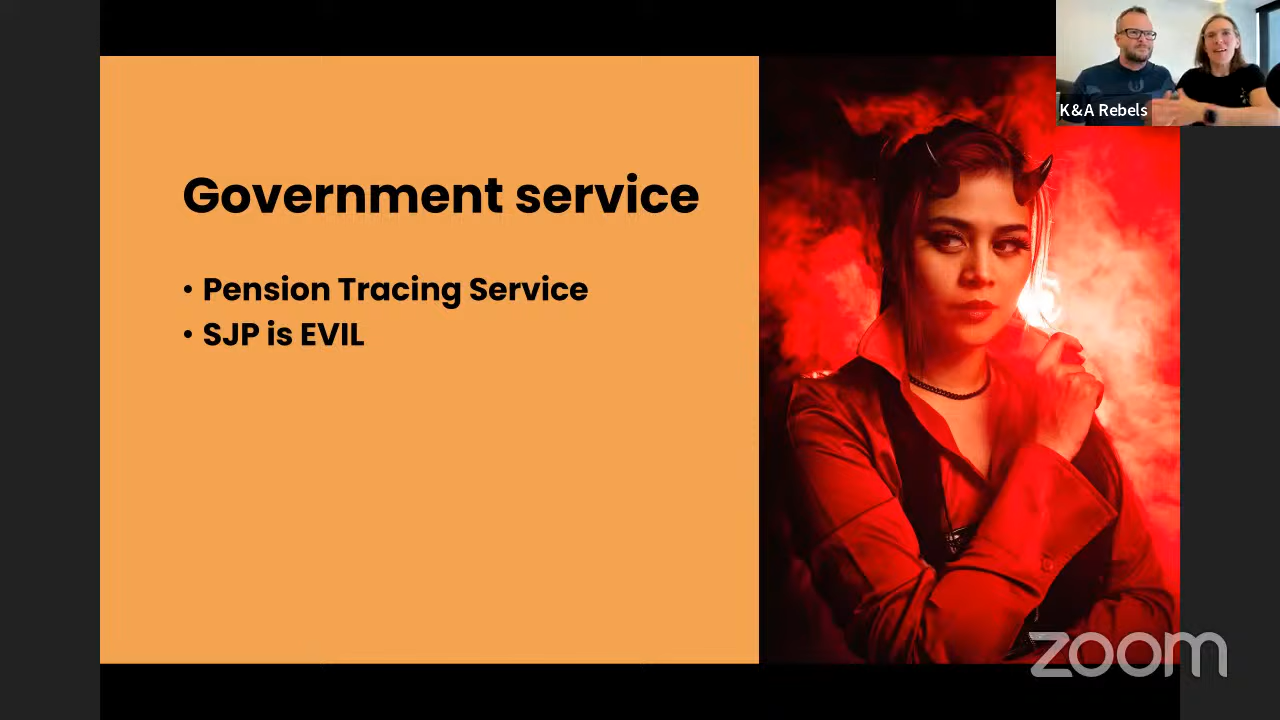 K&A Rebels
Government service
• Pension Tracing Service
• SJP is EVIL
zoom